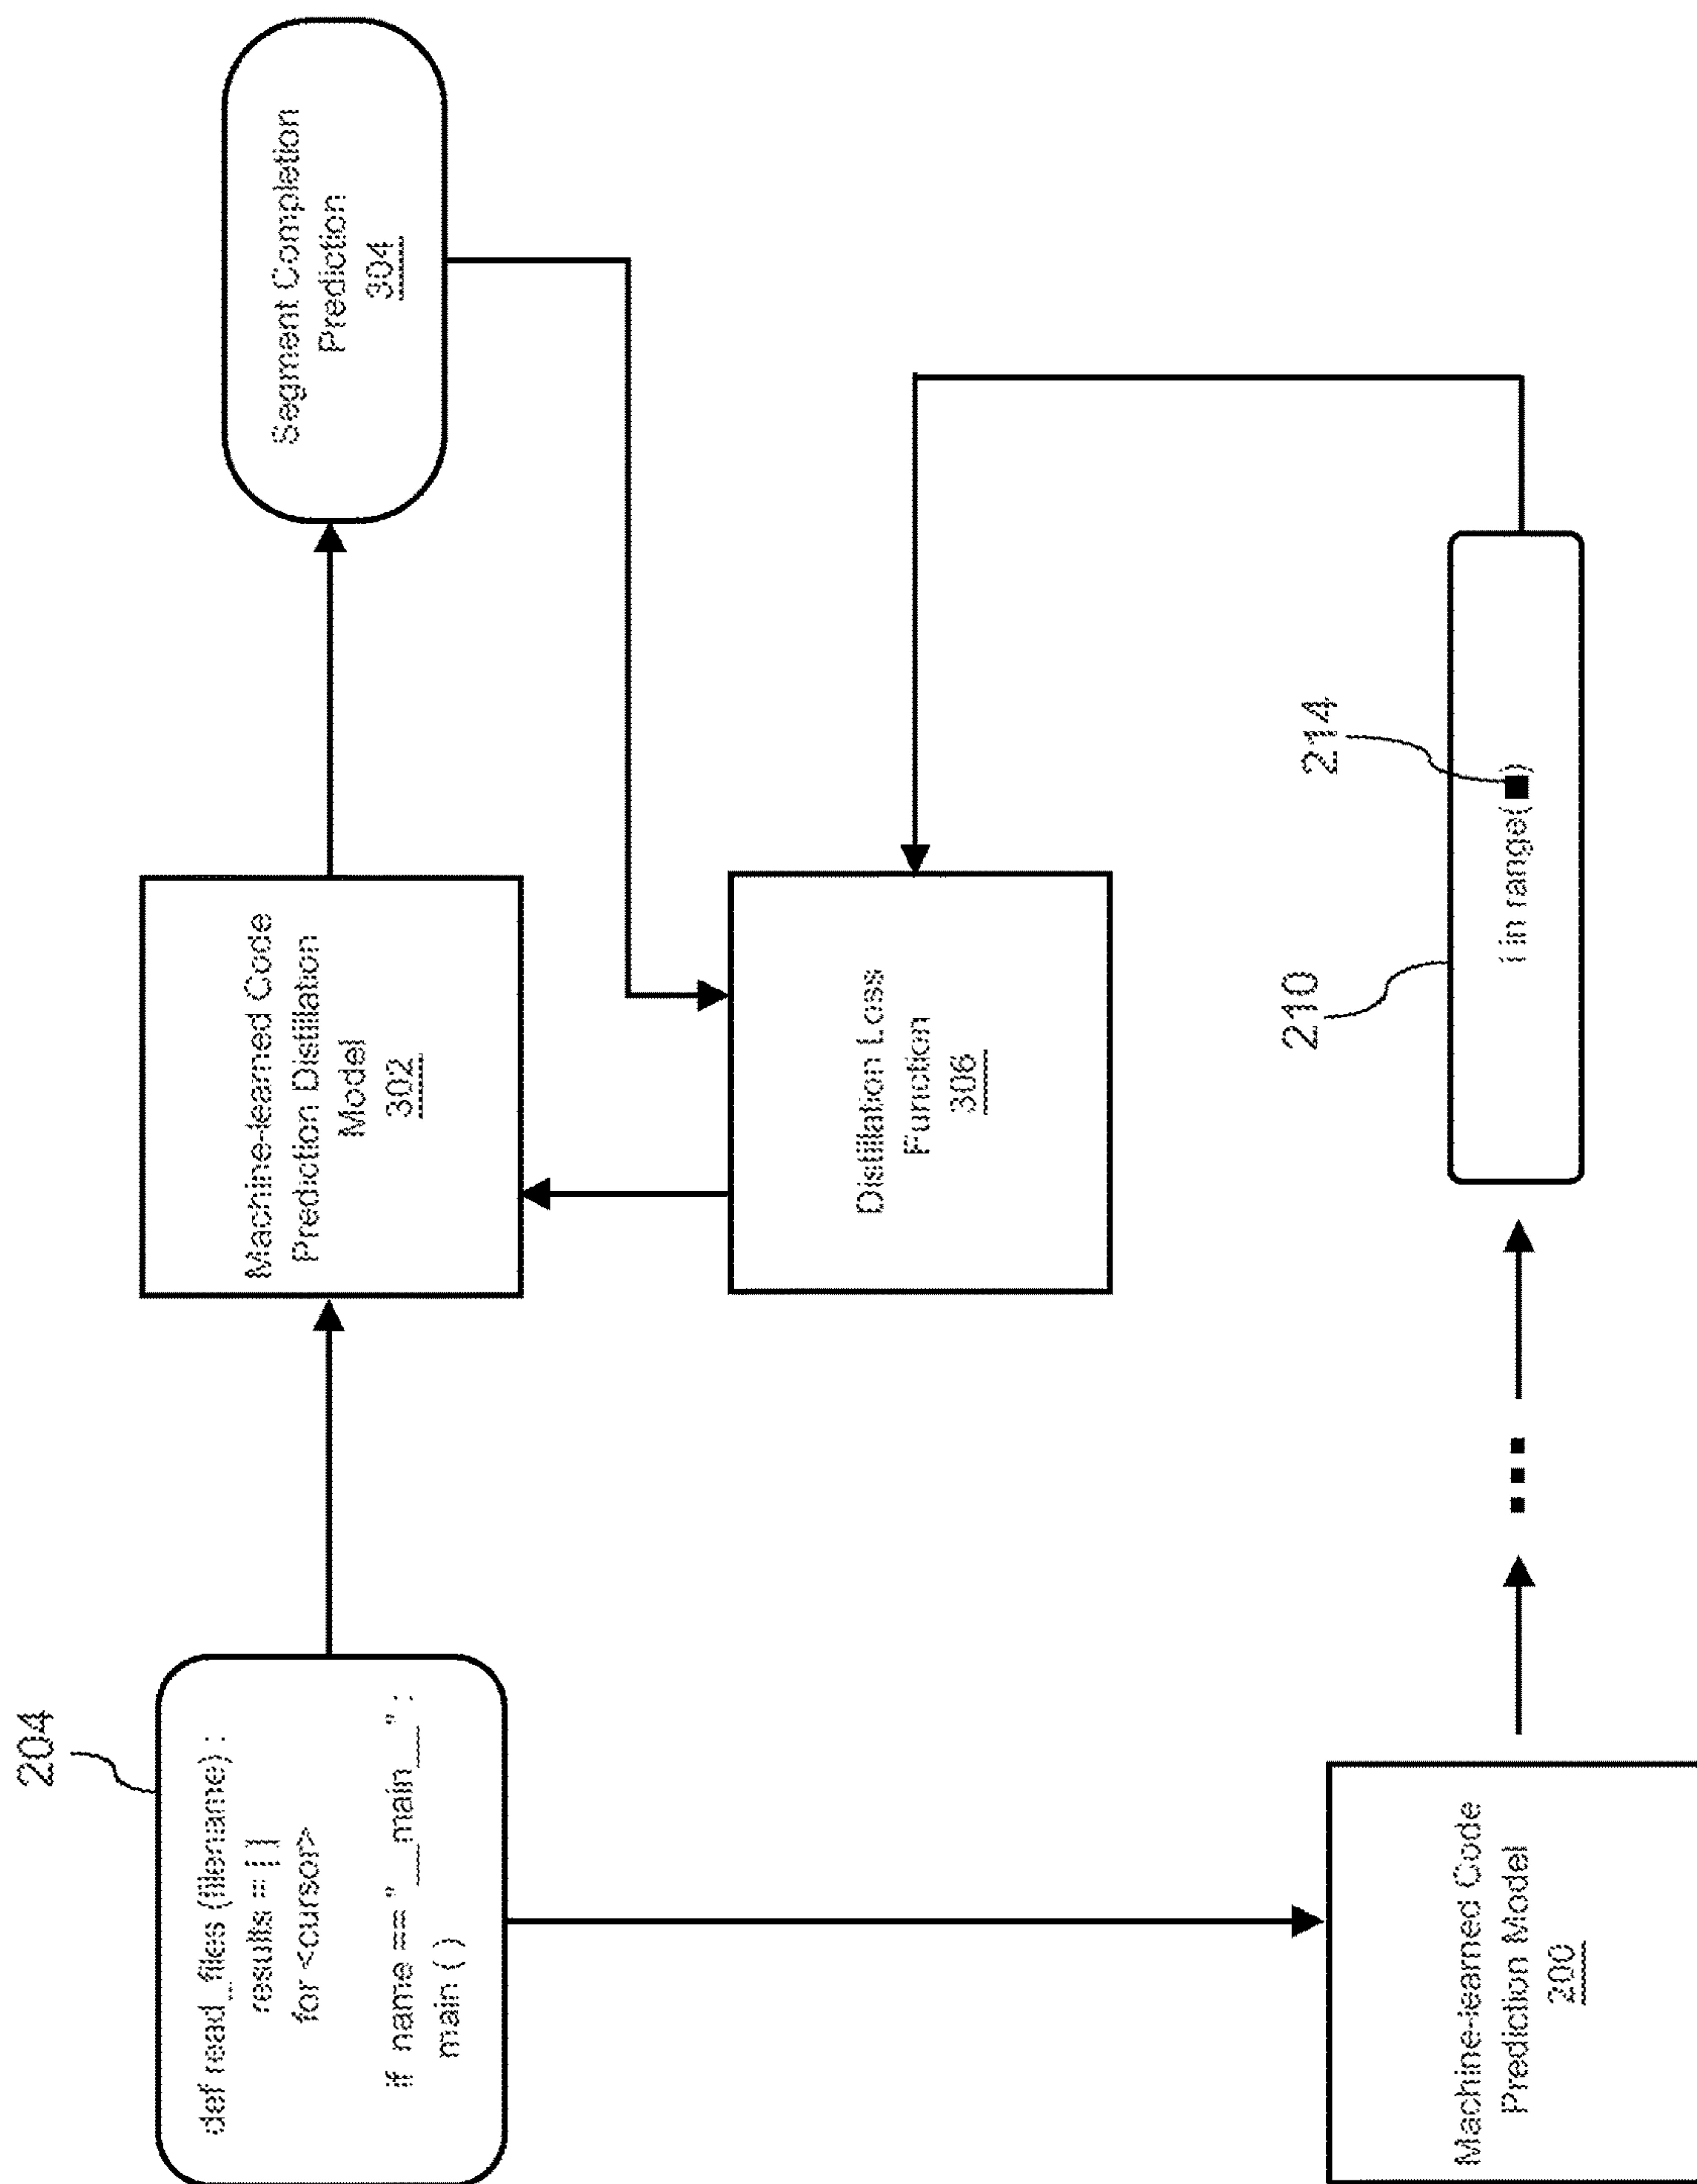 204
def read_files (filename) :
results = [ ]
for <cursor>
if name == "__main__" :
main ( )
Machine-learned Code
Prediction Distillation
Model
302
Segment Completion
Prediction
304
Distillation Loss
Function
306
Machine-learned Code
Prediction Model
200
...
210
i in range(■)
214